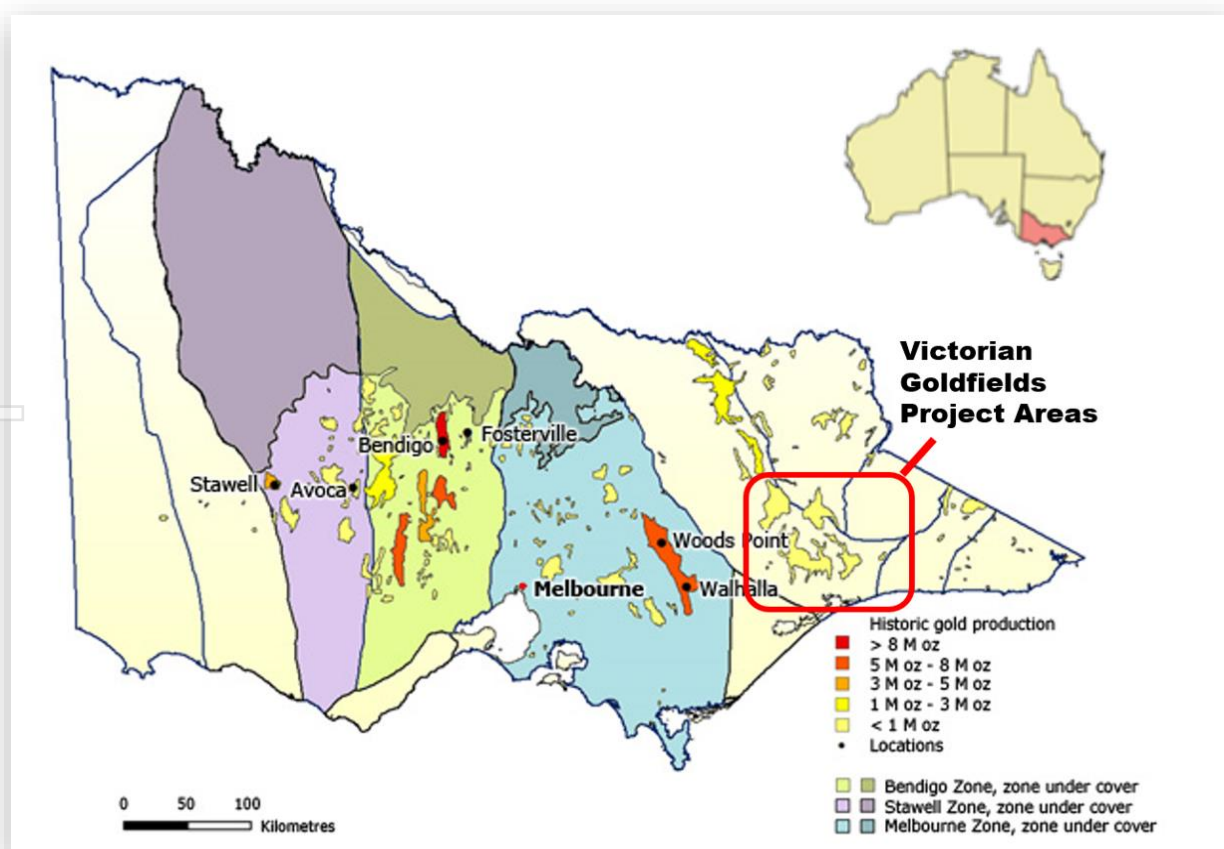 Victorian
Goldfields
Project Areas
Bendigo
Fosterville
Stawell
Avoca
Woods Point
Melbourne
Walhalla
Historic gold production
> 8 M oz
5 M oz - 8 M oz
3 M oz - 5 M oz
1 M oz - 3 M oz
< 1 M oz
Locations
Bendigo Zone, zone under cover
Stawell Zone, zone under cover
Melbourne Zone, zone under cover
0 50 100
Kilometres